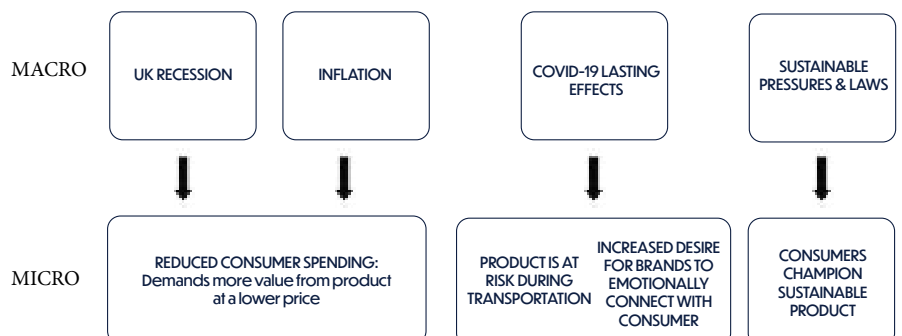 MACRO
UK RECESSION
INFLATION
COVID-19 LASTING
EFFECTS
SUSTAINABLE
PRESSURES & LAWS
MICRO
REDUCED CONSUMER SPENDING:
Demands more value from product
at a lower price
PRODUCT IS AT
RISK DURING
TRANSPORTATION
INCREASED DESIRE
FOR BRANDS TO
EMOTIONALLY
CONNECT WITH
CONSUMER
CONSUMERS
CHAMPION
SUSTAINABLE
PRODUCT